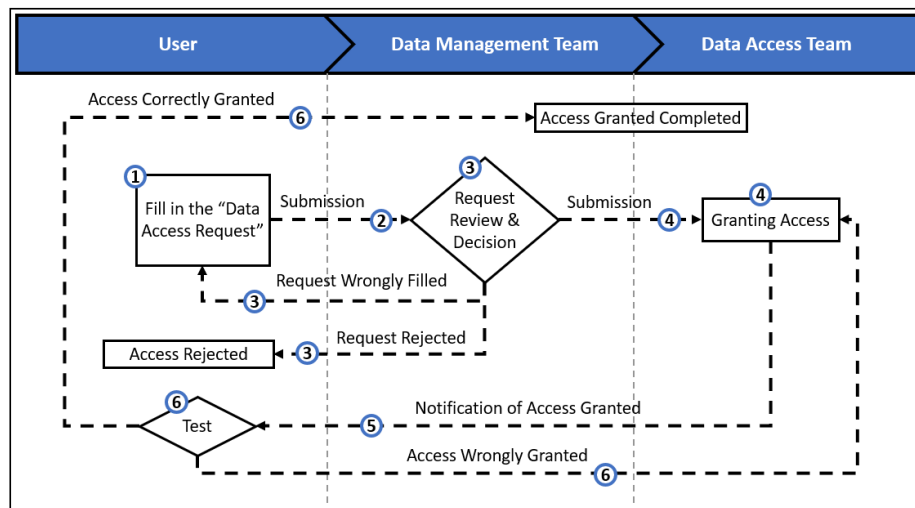 User
Data Management Team
Data Access Team
Access Correctly Granted
6
Access Granted Completed
1
Fill in the “Data
Access Request”
Submission
2
3
Request
Review &
Decision
Submission
4
4
Granting Access
Request Wrongly Filled
3
Request Rejected
3
Access Rejected
6
Test
Notification of Access Granted
5
Access Wrongly Granted
6